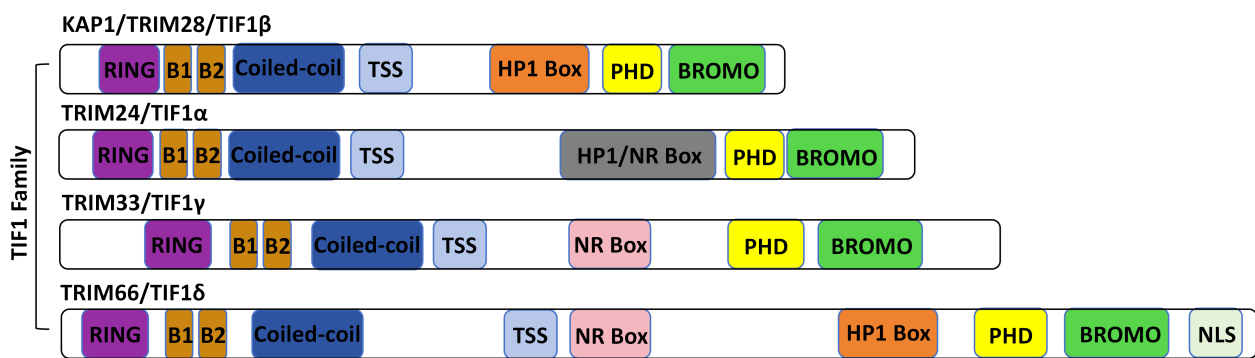 KAP1/TRIM28/TIF1β
RING B1 B2 Coiled-coil TSS HP1 Box PHD BROMO
TRIM24/TIF1α
RING B1 B2 Coiled-coil TSS HP1/NR Box PHD BROMO
TRIM33/TIF1γ
RING B1 B2 Coiled-coil TSS NR Box PHD BROMO
TRIM66/TIF1δ
RING B1 B2 Coiled-coil TSS NR Box HP1 Box PHD BROMO NLS
TIF1 Family